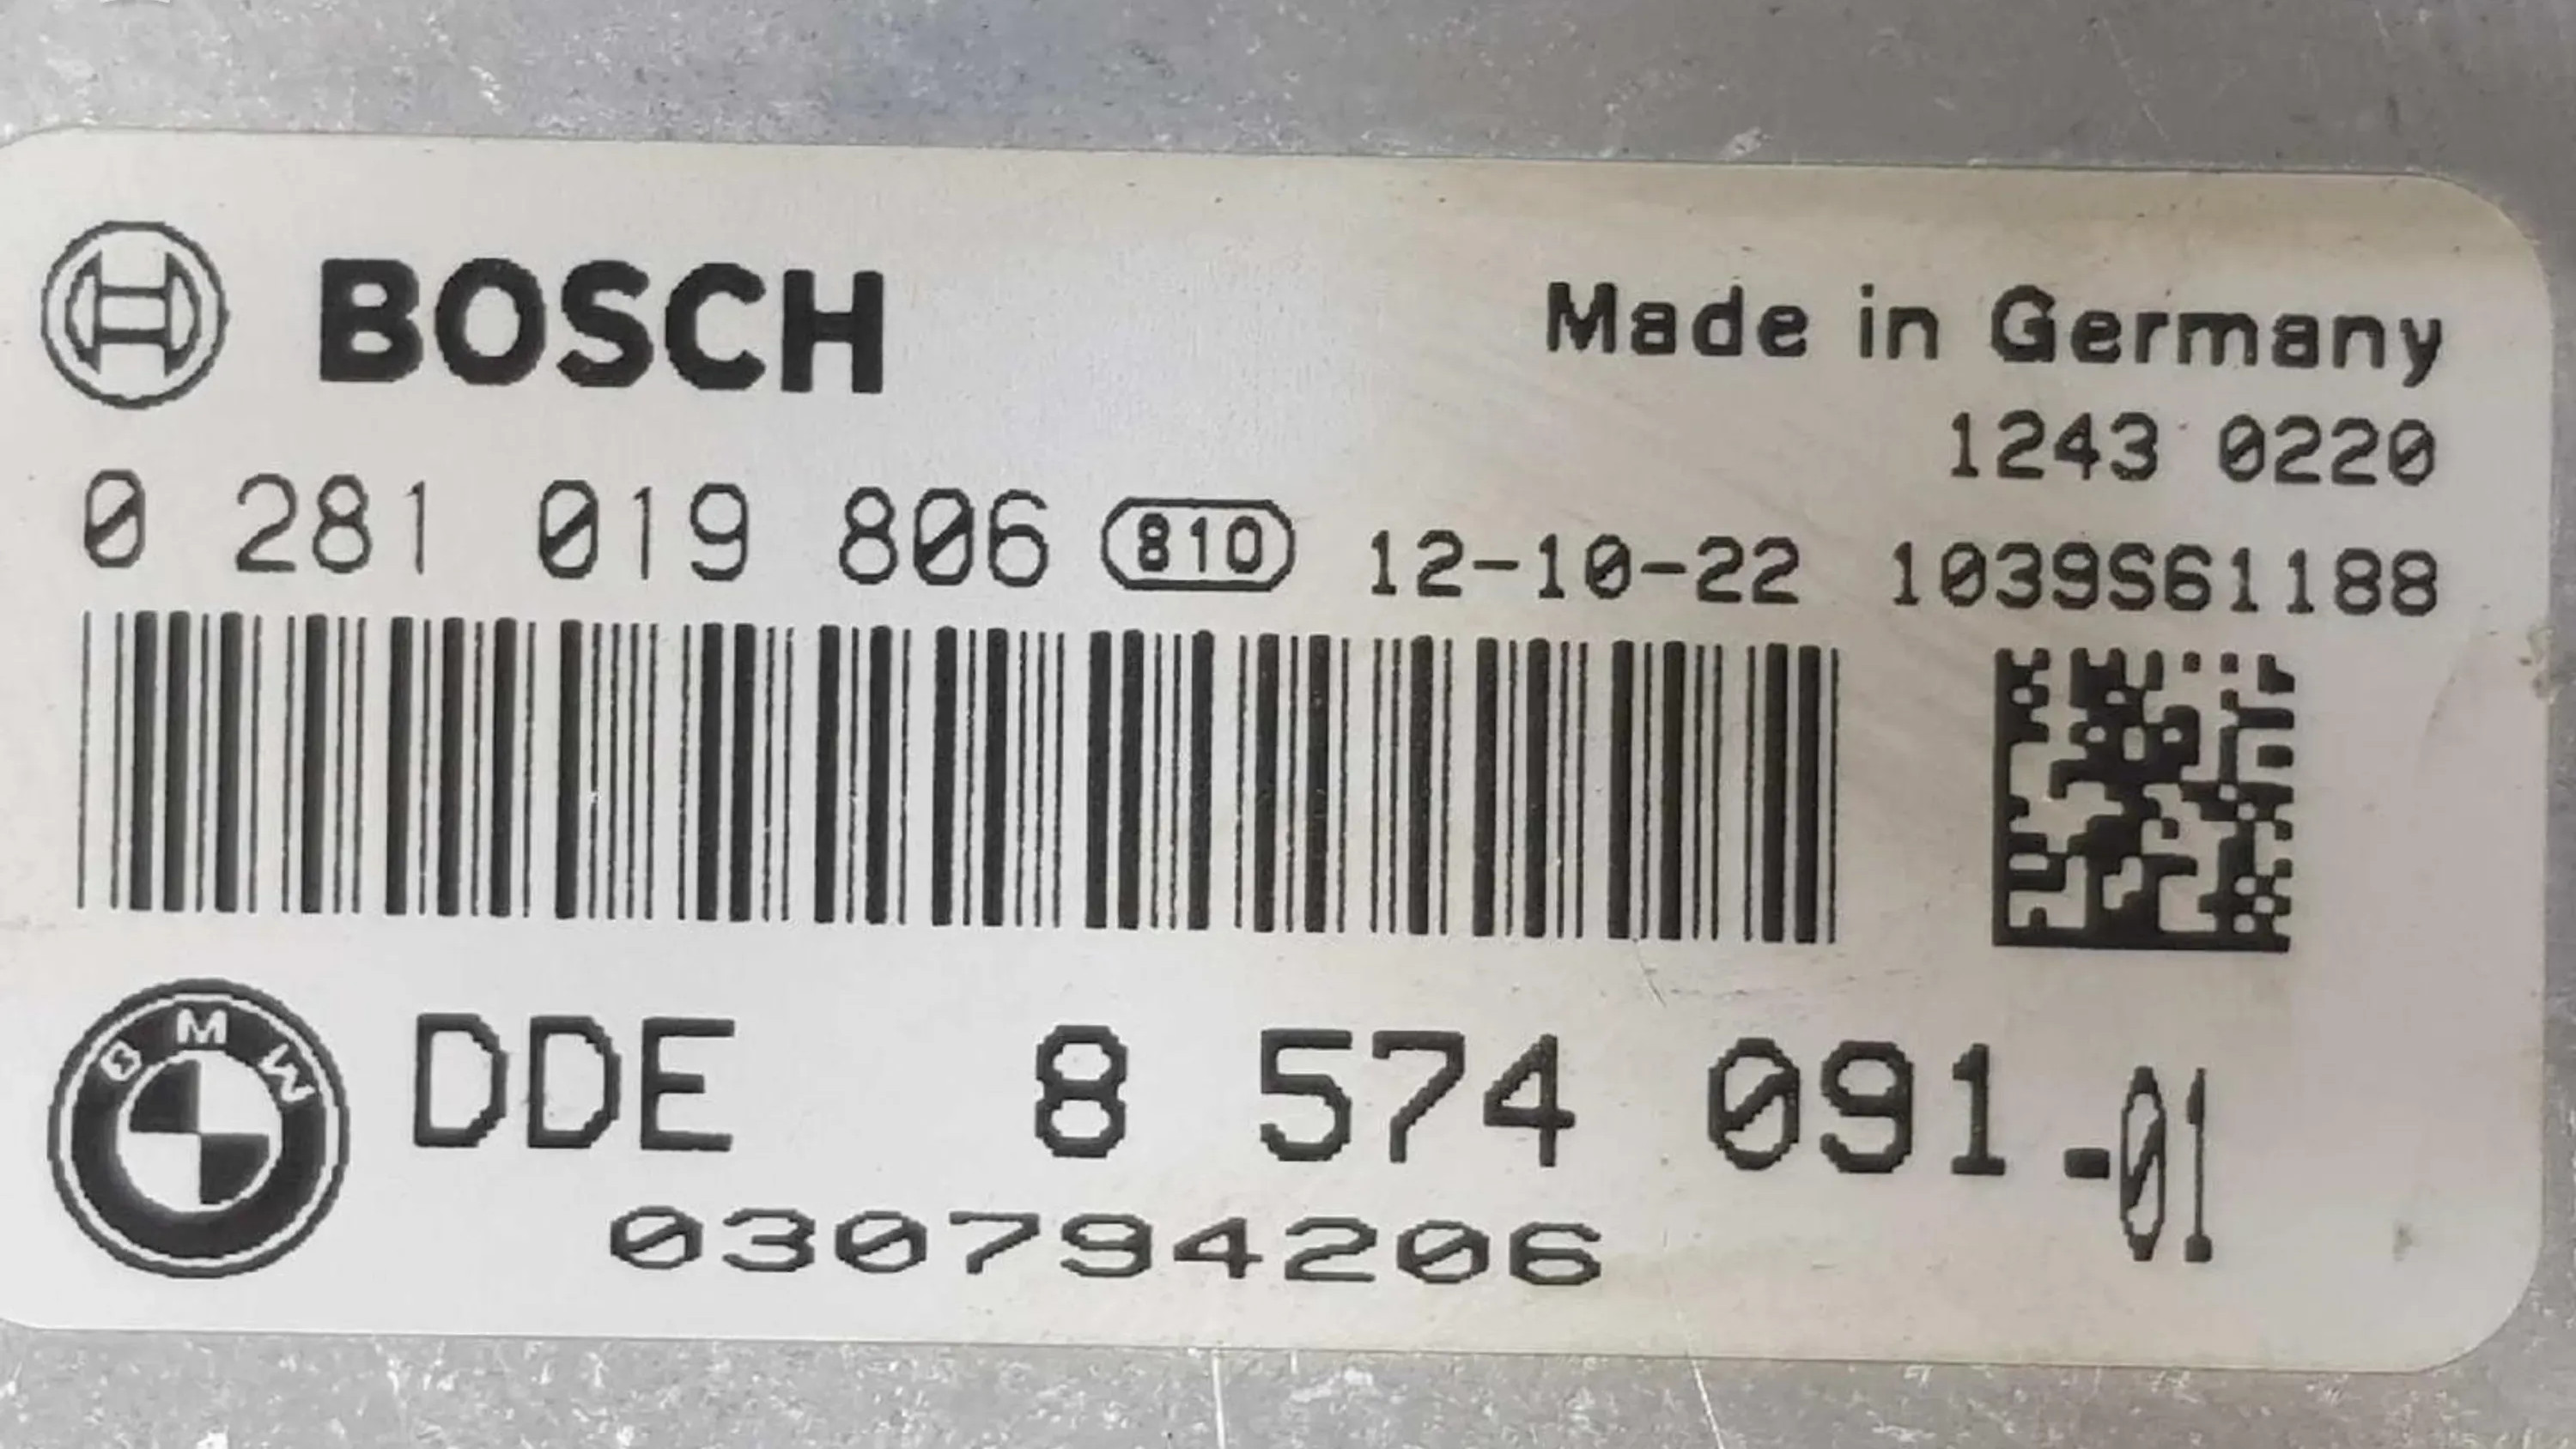 BOSCH
Made in Germany
1243 0220
0 281 019 806 810 12-10-22 1039S61188
BMW
DDE 8 574 091-01
030794206